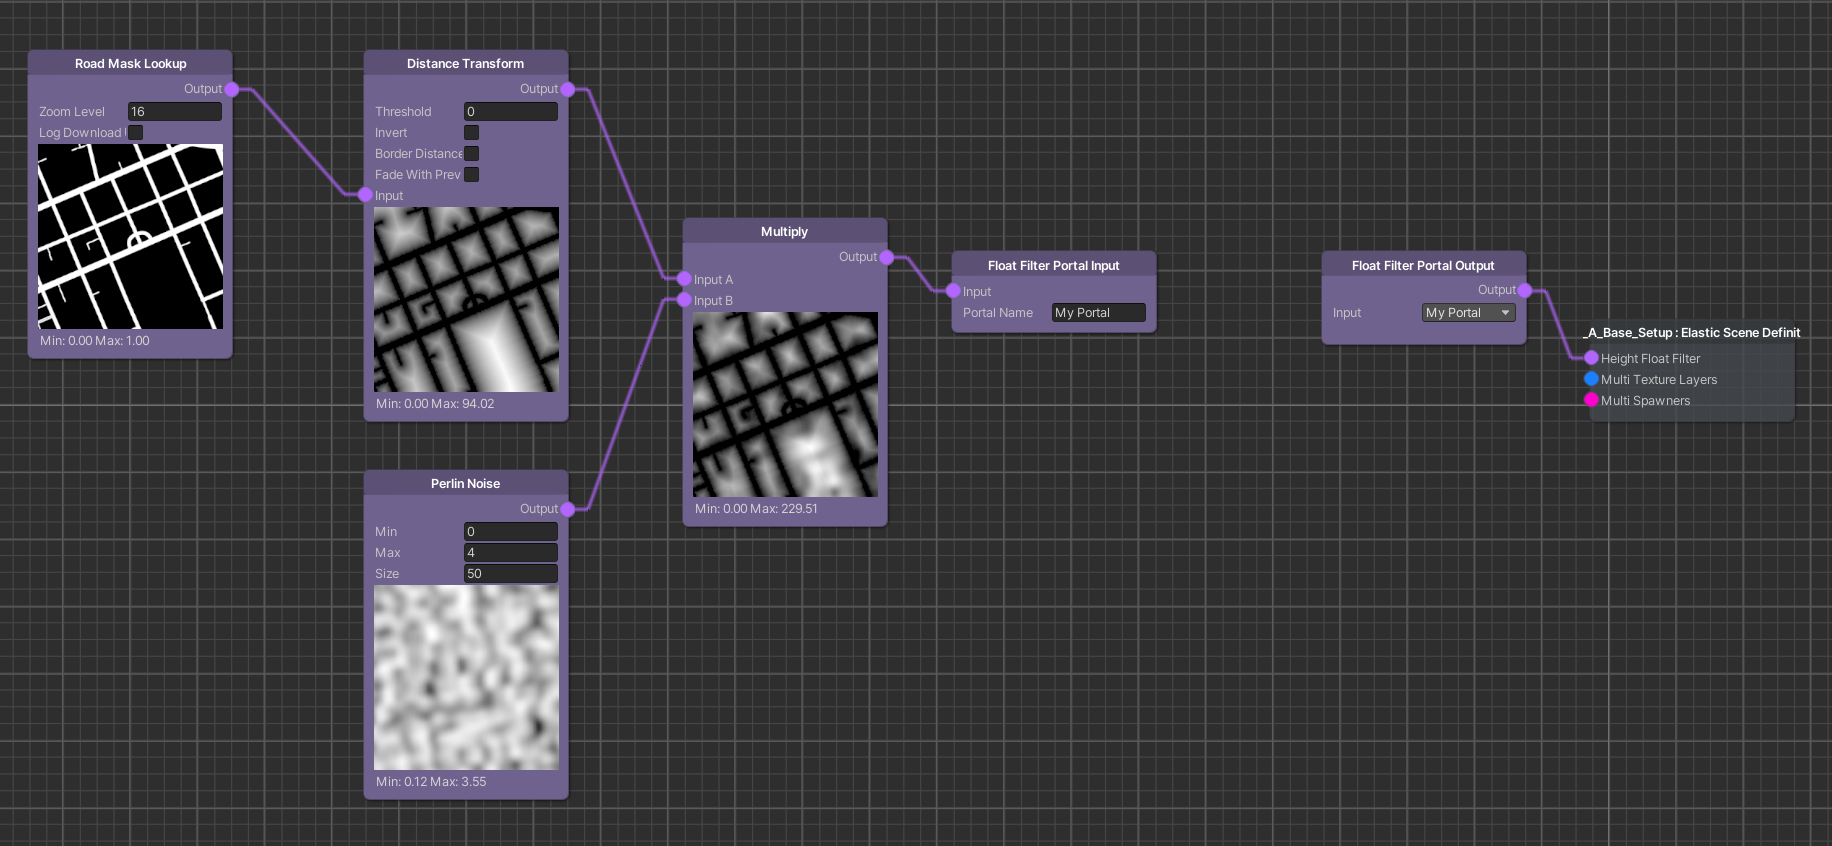 Road Mask Lookup
Output
Zoom Level 16
Log Download
Min: 0.00 Max: 1.00
Distance Transform
Output
Threshold 0
Invert
Border Distance
Fade With Prev
Input
Min: 0.00 Max: 94.02
Perlin Noise
Output
Min 0
Max 4
Size 50
Min: 0.12 Max: 3.55
Multiply
Output
Input A
Input B
Min: 0.00 Max: 229.51
Float Filter Portal Input
Input
Portal Name My Portal
Float Filter Portal Output
Output
Input My Portal
_A_Base_Setup : Elastic Scene Definit
Height Float Filter
Multi Texture Layers
Multi Spawners